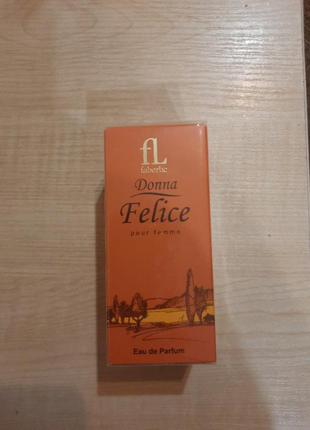 fL
faberlic
Donna
Felice
pour femme
Eau de Parfum